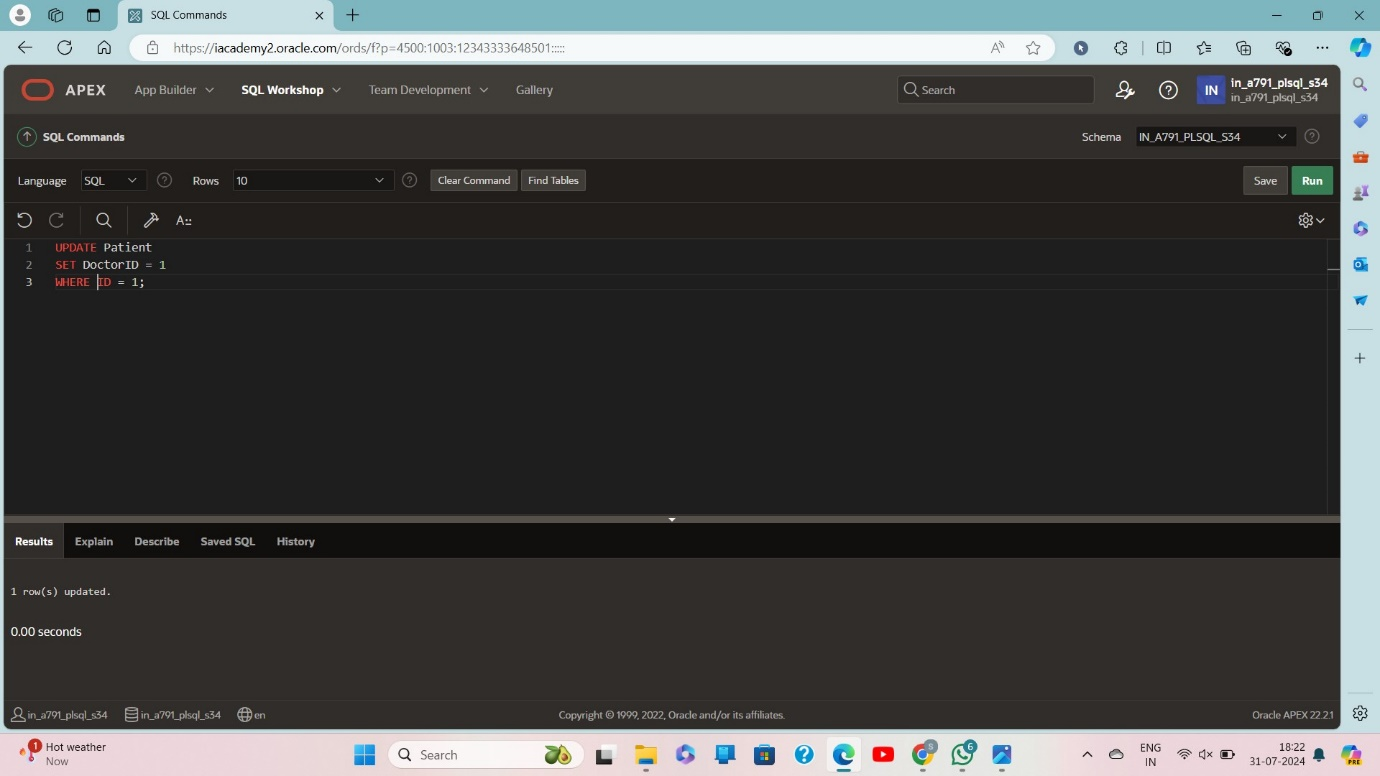 SQL Commands
https://iacademy2.oracle.com/ords/f?p=4500:1003:12343333648501:::::
APEX App Builder SQL Workshop Team Development Gallery Search IN in_a791_plsql_s34
in_a791_plsql_s34
SQL Commands Schema IN_A791_PLSQL_S34
Language SQL Rows 10 Clear Command Find Tables Save Run
A::
1 UPDATE Patient
2 SET DoctorID = 1
3 WHERE ID = 1;
Results Explain Describe Saved SQL History
1 row(s) updated.
0.00 seconds
in_a791_plsql_s34 in_a791_plsql_s34 en Copyright © 1999, 2022, Oracle and/or its affiliates. Oracle APEX 22.2.1
1 Hot weather
Now
Search
S
6
ENG
IN
18:22
31-07-2024
PRE